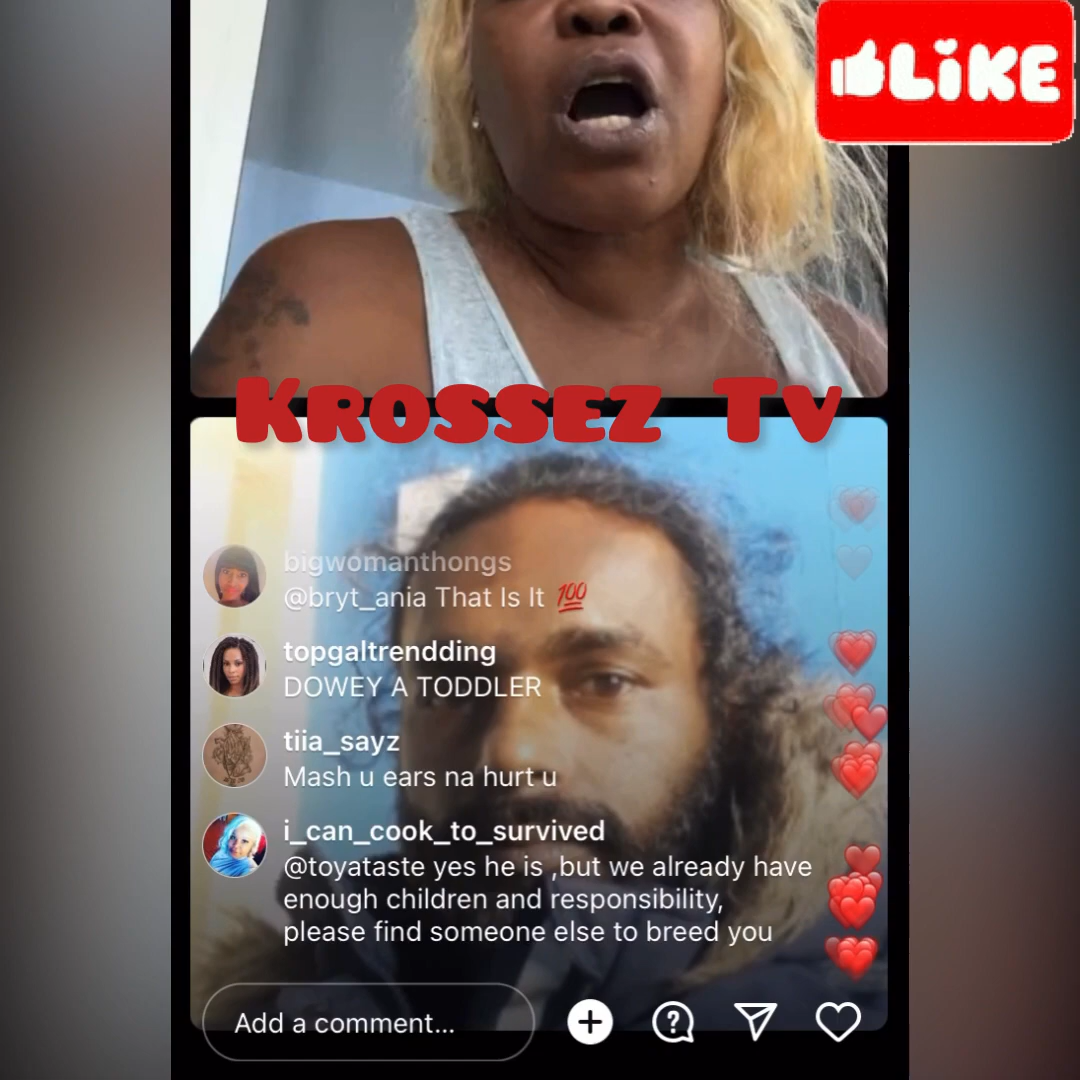 LiKE
Krossez Tv
bigwomanthongs
@bryt_ania That Is It 💯
topgaltrendding
DOWEY A TODDLER
tiia_sayz
Mash u ears na hurt u
i_can_cook_to_survived
@toyataste yes he is ,but we already have
enough children and responsibility,
please find someone else to breed you
Add a comment...